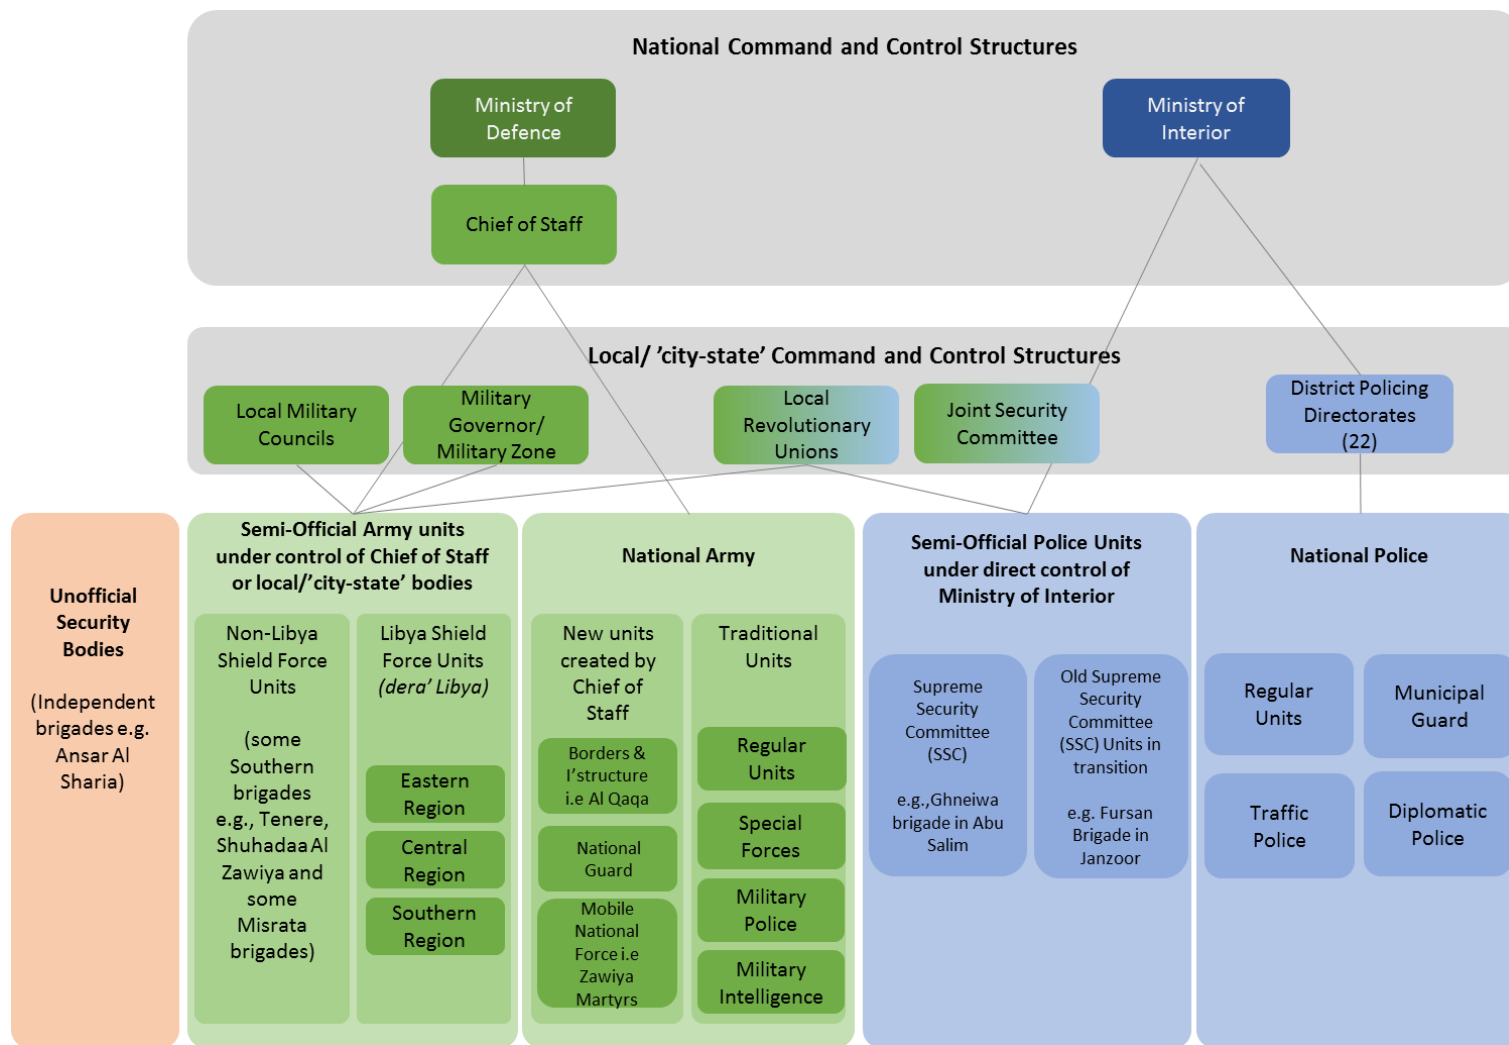 National Command and Control Structures
Ministry of
Defence
Ministry of
Interior
Chief of Staff
Local/ ’city-state’ Command and Control Structures
Local Military
Councils
Military
Governor/
Military Zone
Local
Revolutionary
Unions
Joint Security
Committee
District Policing
Directorates
(22)
Unofficial
Security
Bodies
(Independent
brigades e.g.
Ansar Al
Sharia)
Semi-Official Army units
under control of Chief of Staff
or local/’city-state’ bodies
Non-Libya
Shield Force
Units
(some
Southern
brigades
e.g., Tenere,
Shuhadaa Al
Zawiya and
some
Misrata
brigades)
Libya Shield
Force Units
(dera’ Libya)
Eastern
Region
Central
Region
Southern
Region
National Army
New units
created by
Chief of
Staff
Borders &
I’structure
i.e Al Qaqa
National
Guard
Mobile
National
Force i.e
Zawiya
Martyrs
Traditional
Units
Regular
Units
Special
Forces
Military
Police
Military
Intelligence
Semi-Official Police Units
under direct control of
Ministry of Interior
Supreme
Security
Committee
(SSC)
e.g.,Ghneiwa
brigade in Abu
Salim
Old Supreme
Security
Committee
(SSC) Units in
transition
e.g. Fursan
Brigade in
Janzoor
National Police
Regular
Units
Municipal
Guard
Traffic
Police
Diplomatic
Police